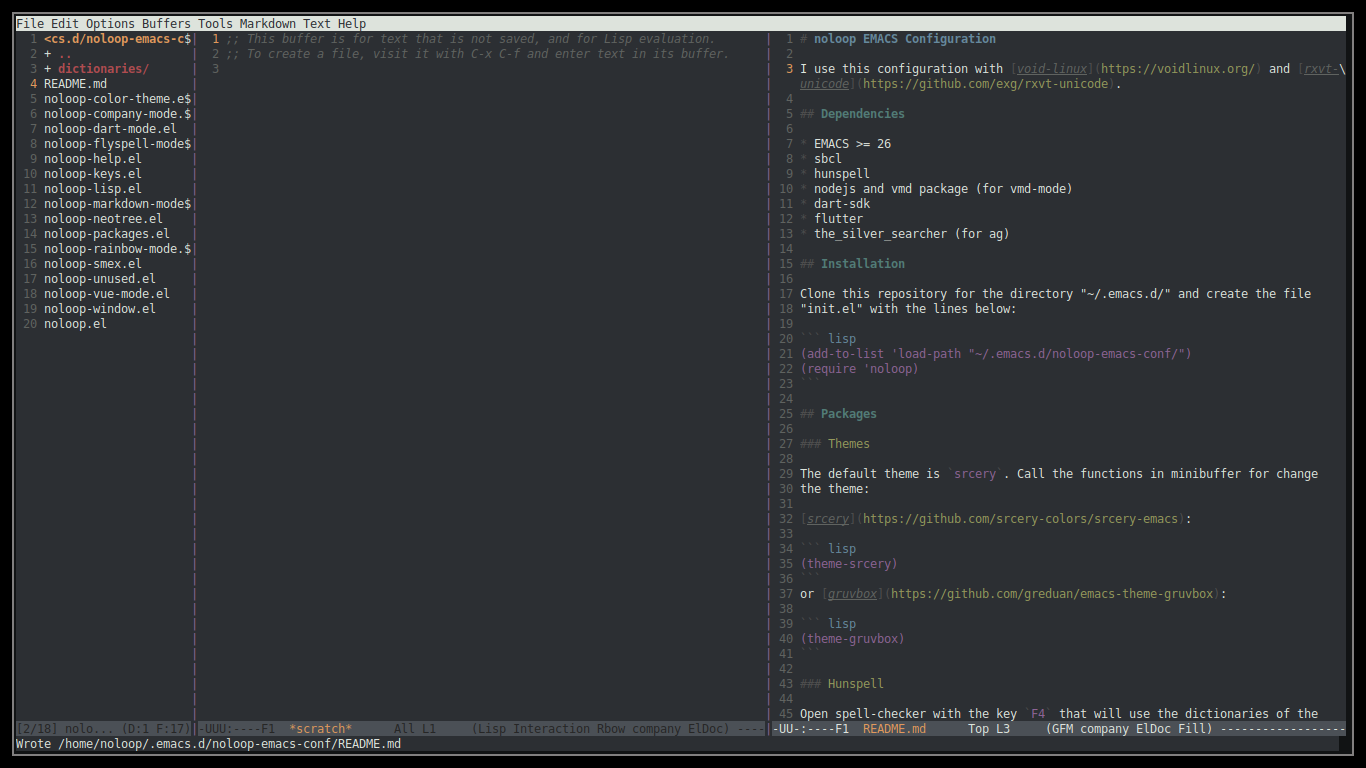 File Edit Options Buffers Tools Markdown Text Help
1 <cs.d/noloop-emacs-c$
2 + ..
3 + dictionaries/
4 README.md
5 noloop-color-theme.e$
6 noloop-company-mode.$
7 noloop-dart-mode.el
8 noloop-flyspell-mode$
9 noloop-help.el
10 noloop-keys.el
11 noloop-lisp.el
12 noloop-markdown-mode$
13 noloop-neotree.el
14 noloop-packages.el
15 noloop-rainbow-mode.$
16 noloop-smex.el
17 noloop-unused.el
18 noloop-vue-mode.el
19 noloop-window.el
20 noloop.el
[2/18] nolo... (D:1 F:17)
1 ;; This buffer is for text that is not saved, and for Lisp evaluation.
2 ;; To create a file, visit it with C-x C-f and enter text in its buffer.
3
-UUU:----F1 *scratch* All L1 (Lisp Interaction Rbow company ElDoc) ----
1 # noloop EMACS Configuration
2
3 I use this configuration with [void-linux](https://voidlinux.org/) and [rxvt-\
unicode](https://github.com/exg/rxvt-unicode).
4
5 ## Dependencies
6
7 * EMACS >= 26
8 * sbcl
9 * hunspell
10 * nodejs and vmd package (for vmd-mode)
11 * dart-sdk
12 * flutter
13 * the_silver_searcher (for ag)
14
15 ## Installation
16
17 Clone this repository for the directory "~/.emacs.d/" and create the file
18 "init.el" with the lines below:
19
20 ``` lisp
21 (add-to-list 'load-path "~/.emacs.d/noloop-emacs-conf/")
22 (require 'noloop)
23 ```
24
25 ## Packages
26
27 ### Themes
28
29 The default theme is `srcery`. Call the functions in minibuffer for change
30 the theme:
31
32 [srcery](https://github.com/srcery-colors/srcery-emacs):
33
34 ``` lisp
35 (theme-srcery)
36 ```
37 or [gruvbox](https://github.com/greduan/emacs-theme-gruvbox):
38
39 ``` lisp
40 (theme-gruvbox)
41 ```
42
43 ### Hunspell
44
45 Open spell-checker with the key `F4` that will use the dictionaries of the
-UU-:----F1 README.md Top L3 (GFM company ElDoc Fill) ------------------
Wrote /home/noloop/.emacs.d/noloop-emacs-conf/README.md